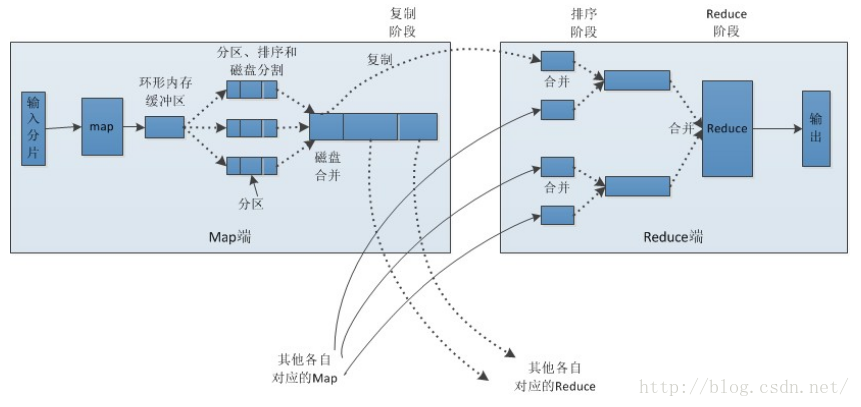 复制
阶段
排序
阶段
Reduce
阶段
分区、排序和
磁盘分割
复制
环形内存
缓冲区
输
入
分
片
map
磁盘
合并
分区
Map端
合并
合并
合并
Reduce
输
出
Reduce端
其他各自
对应的Map
其他各自
对应的Reduce
http://blog.csdn.net/